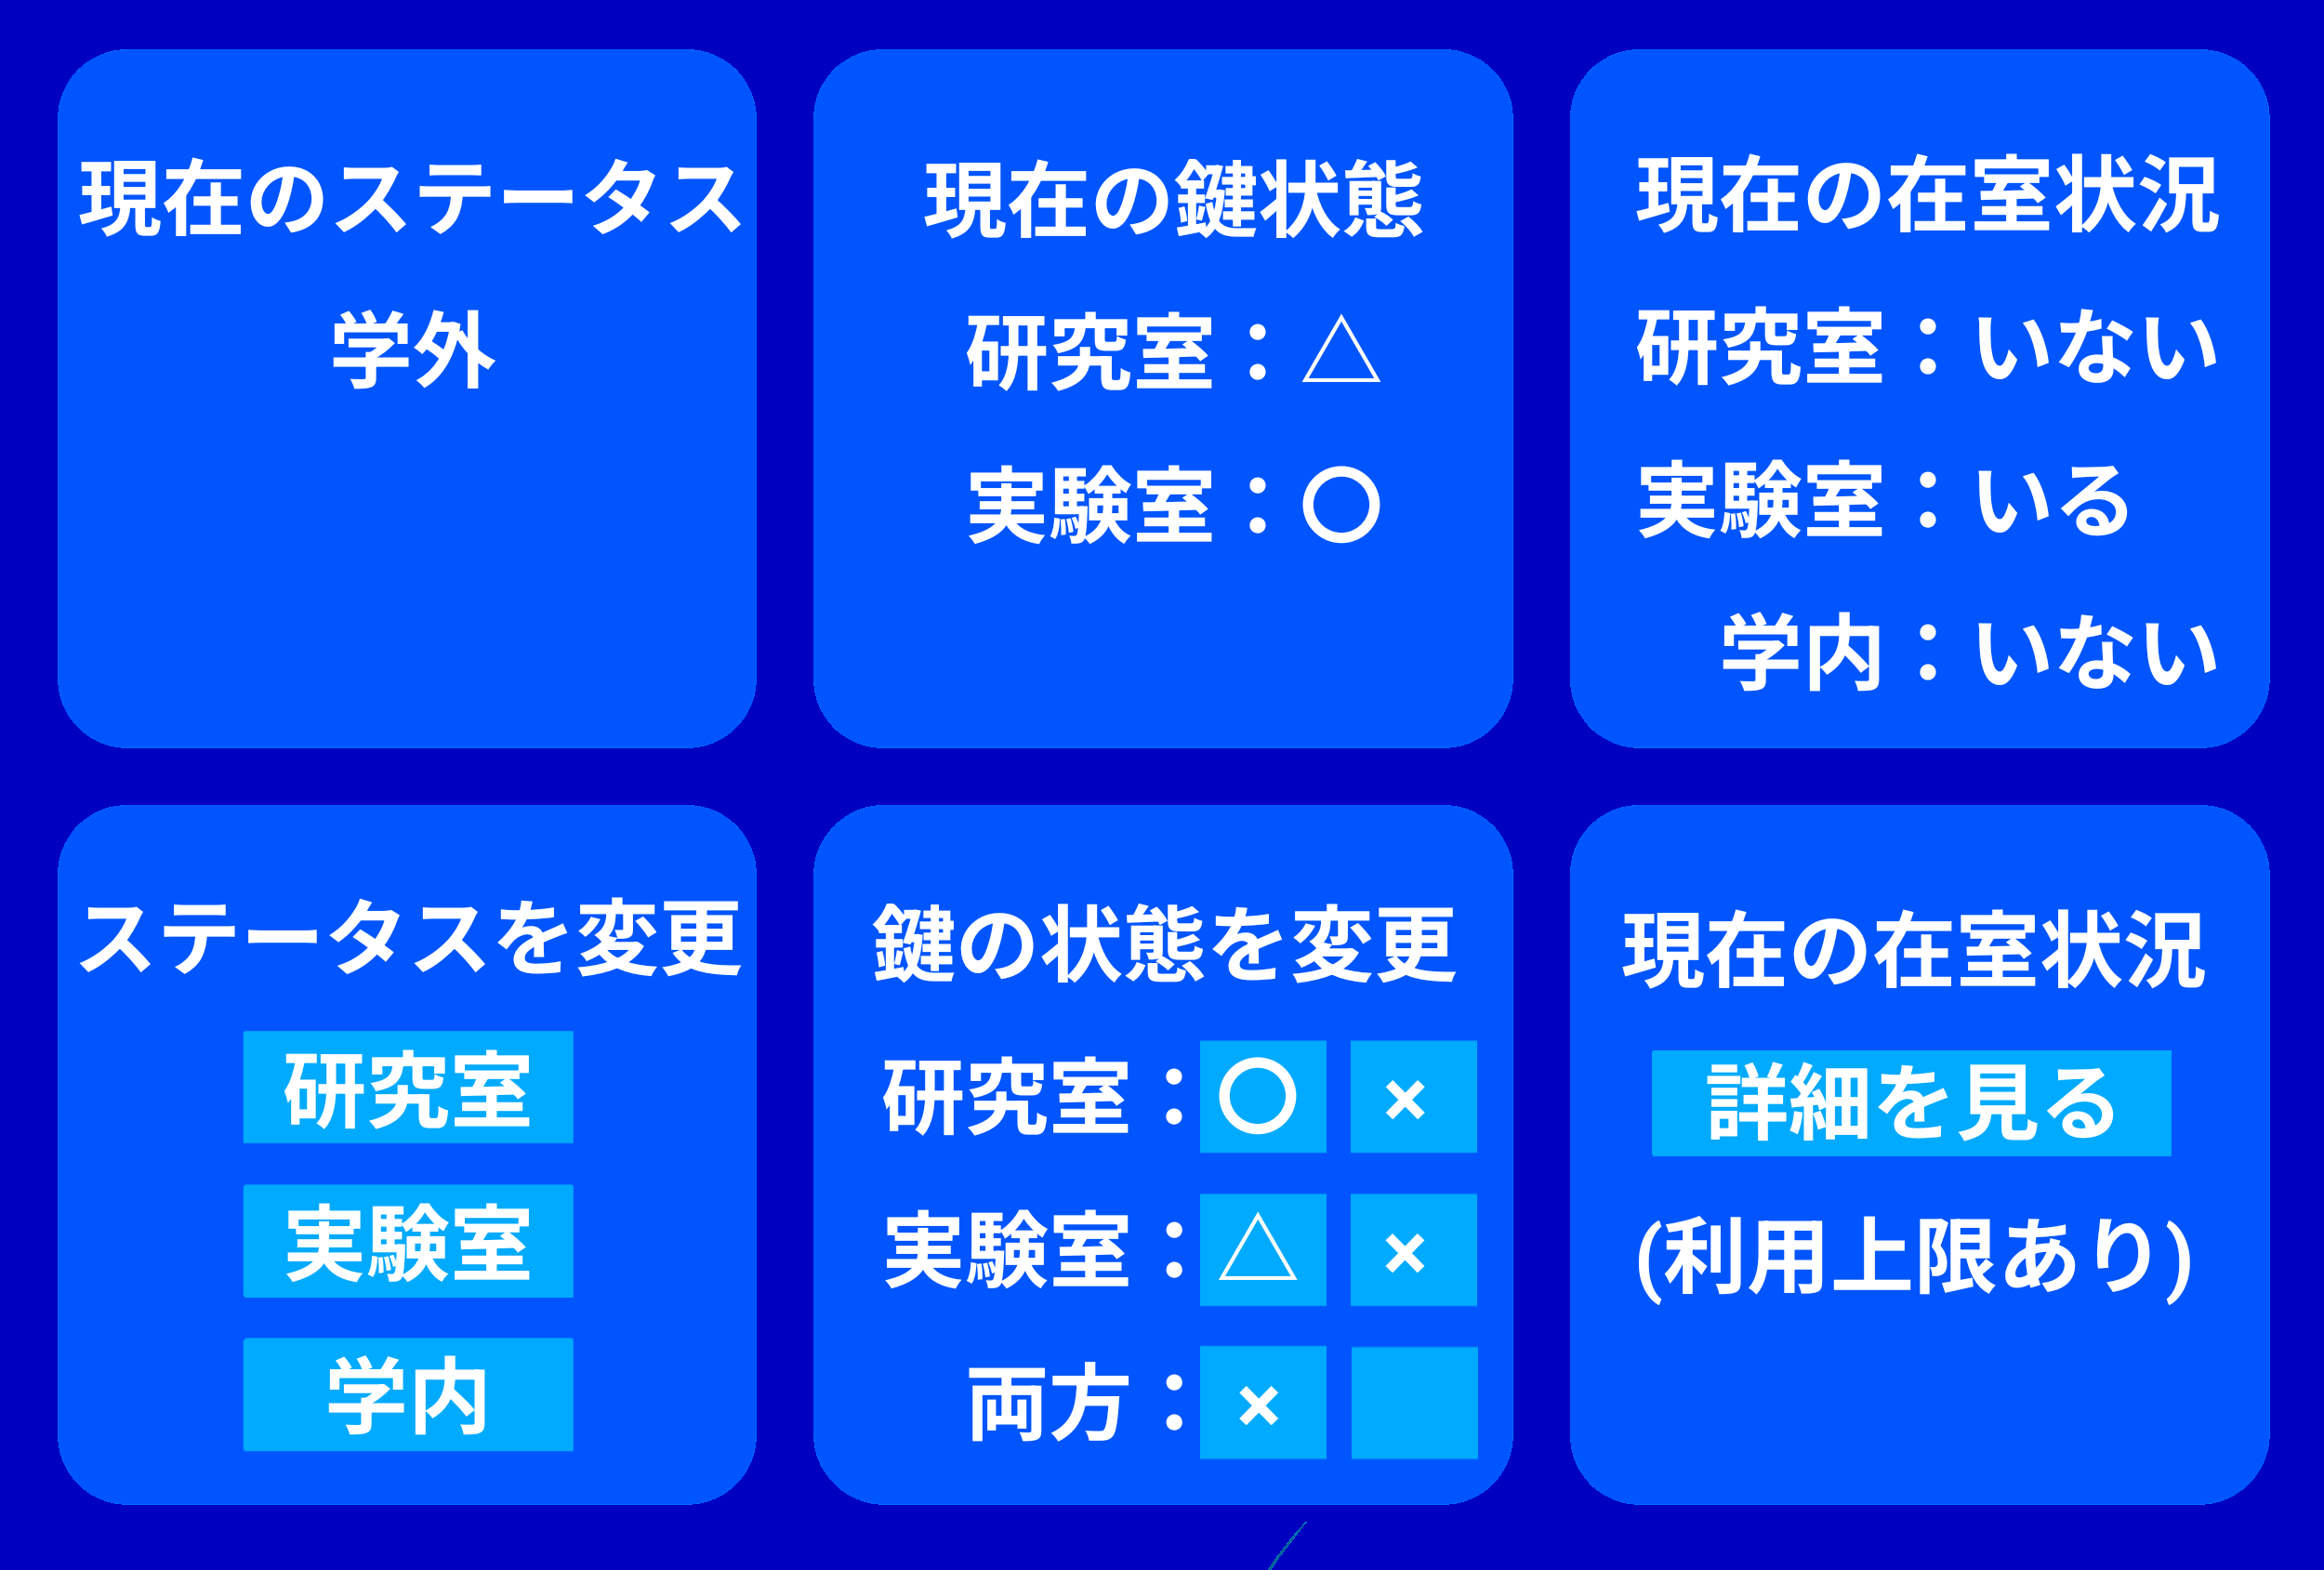 現在のステータス
学外
現在の鍵状態
研究室：△
実験室：〇
現在の在室状況
研究室：いない
実験室：いる
学内：いない
ステータスを変更
研究室
実験室
学内
鍵の状態を変更
研究室：〇 ×
実験室：△ ×
両方：×
現在の在室状況
詳細を見る
(利用上限あり)